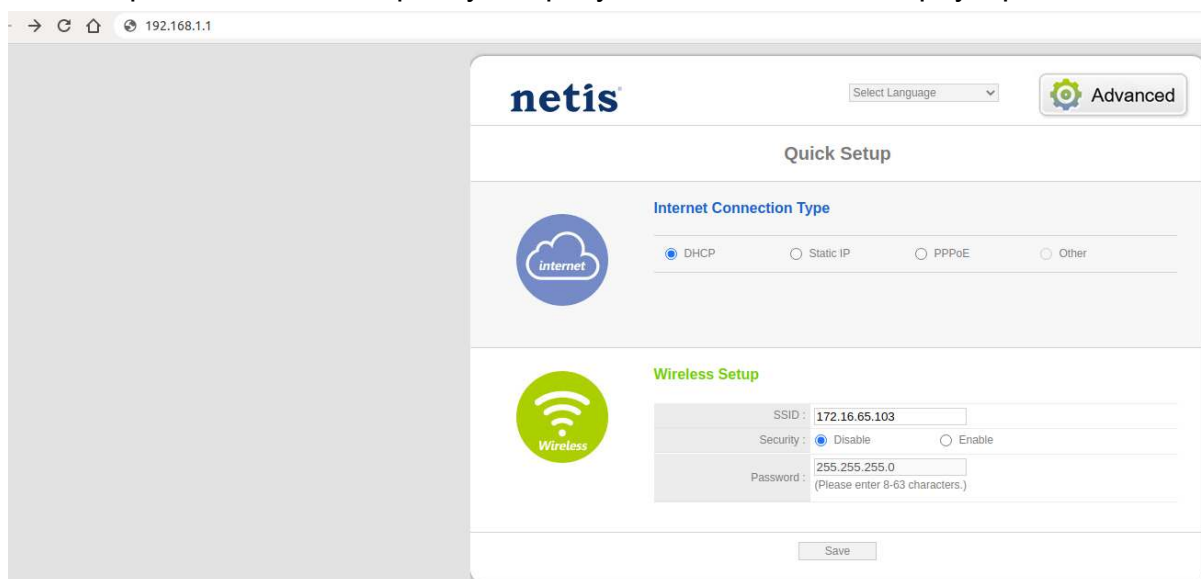 192.168.1.1
netis
Select Language
Advanced
Quick Setup
internet
Internet Connection Type
DHCP Static IP PPPoE Other
Wireless
Wireless Setup
SSID : 172.16.65.103
Security : Disable Enable
Password : 255.255.255.0
(Please enter 8-63 characters.)
Save